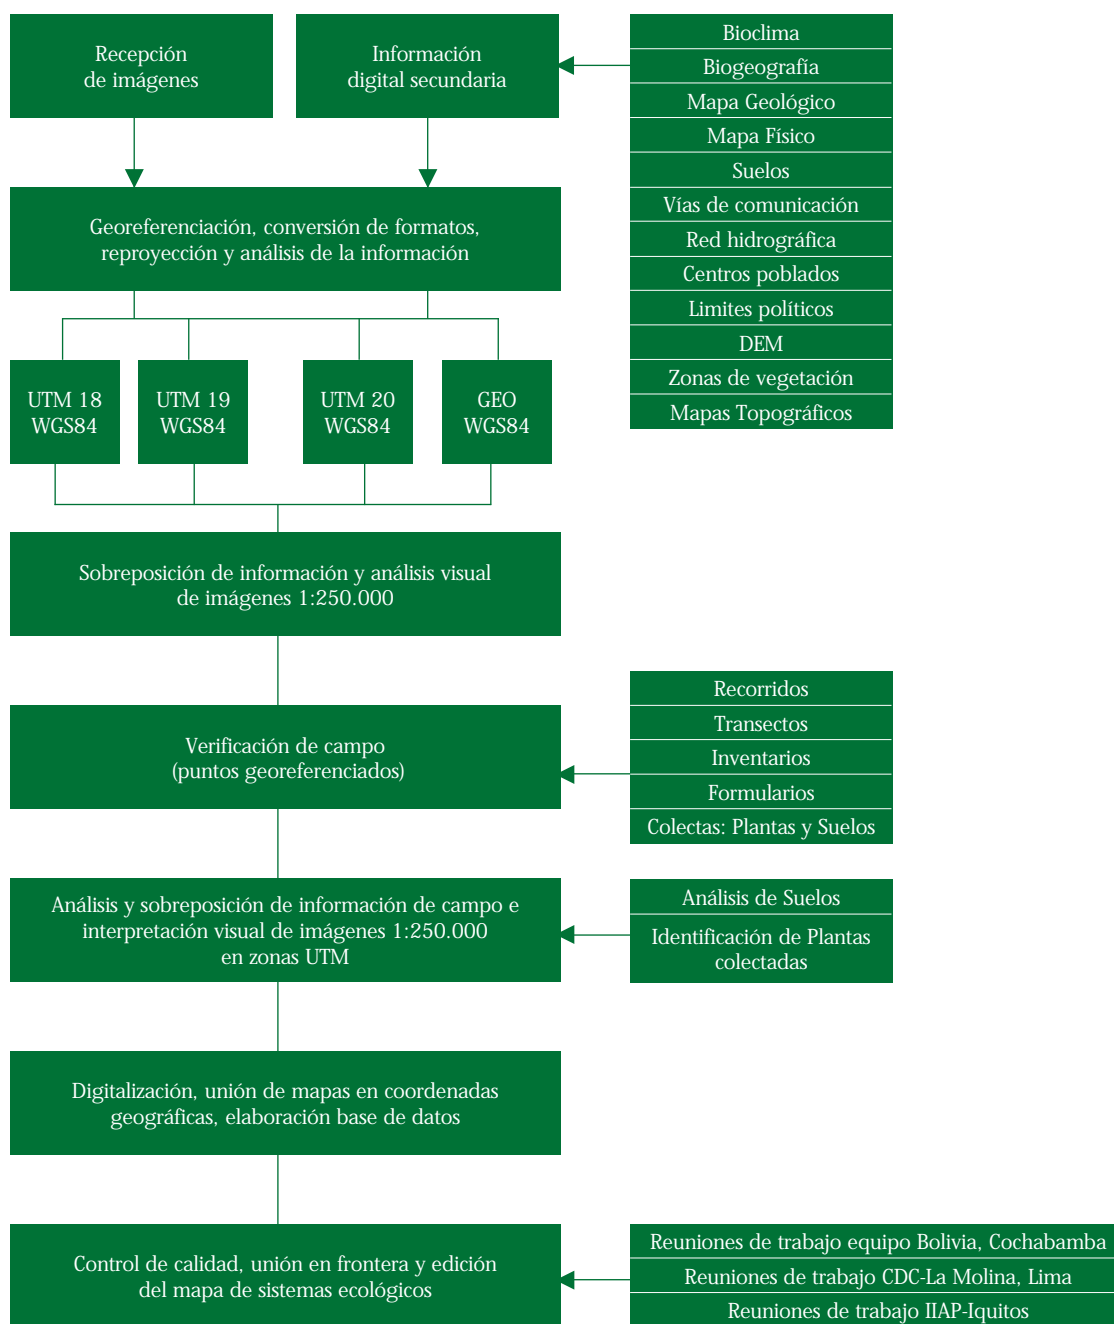 Recepción
de imágenes
Información
digital secundaria
Bioclima
Biogeografía
Mapa Geológico
Mapa Físico
Suelos
Vías de comunicación
Red hidrográfica
Centros poblados
Limites políticos
DEM
Zonas de vegetación
Mapas Topográficos
Georeferenciación, conversión de formatos,
reproyección y análisis de la información
UTM 18
WGS84
UTM 19
WGS84
UTM 20
WGS84
GEO
WGS84
Sobreposición de información y análisis visual
de imágenes 1:250.000
Verificación de campo
(puntos georeferenciados)
Recorridos
Transectos
Inventarios
Formularios
Colectas: Plantas y Suelos
Análisis y sobreposición de información de campo e
interpretación visual de imágenes 1:250.000
en zonas UTM
Análisis de Suelos
Identificación de Plantas
colectadas
Digitalización, unión de mapas en coordenadas
geográficas, elaboración base de datos
Control de calidad, unión en frontera y edición
del mapa de sistemas ecológicos
Reuniones de trabajo equipo Bolivia, Cochabamba
Reuniones de trabajo CDC-La Molina, Lima
Reuniones de trabajo IIAP-Iquitos